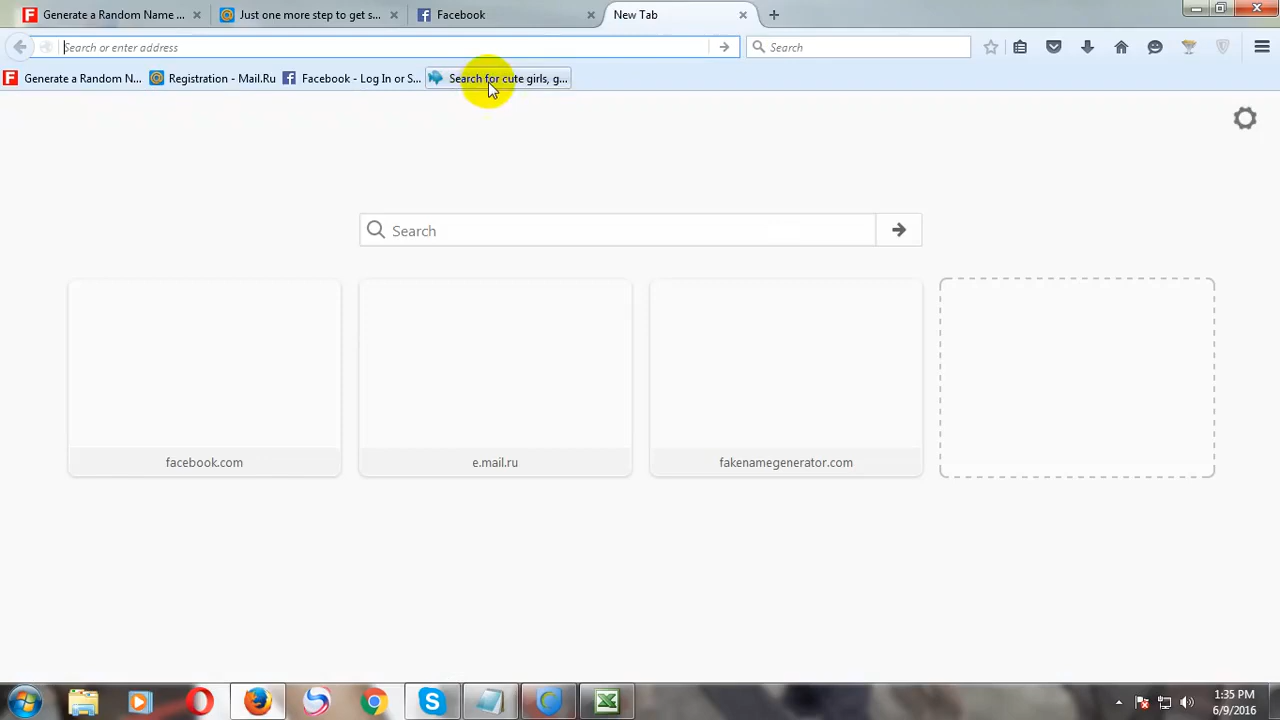 Generate a Random Name ...
Just one more step to get s...
Facebook
New Tab
Search or enter address
Search
Generate a Random N...
Registration - Mail.Ru
Facebook - Log In or S...
Search for cute girls, g...
Search
facebook.com
e.mail.ru
fakenamegenerator.com
1:35 PM
6/9/2016